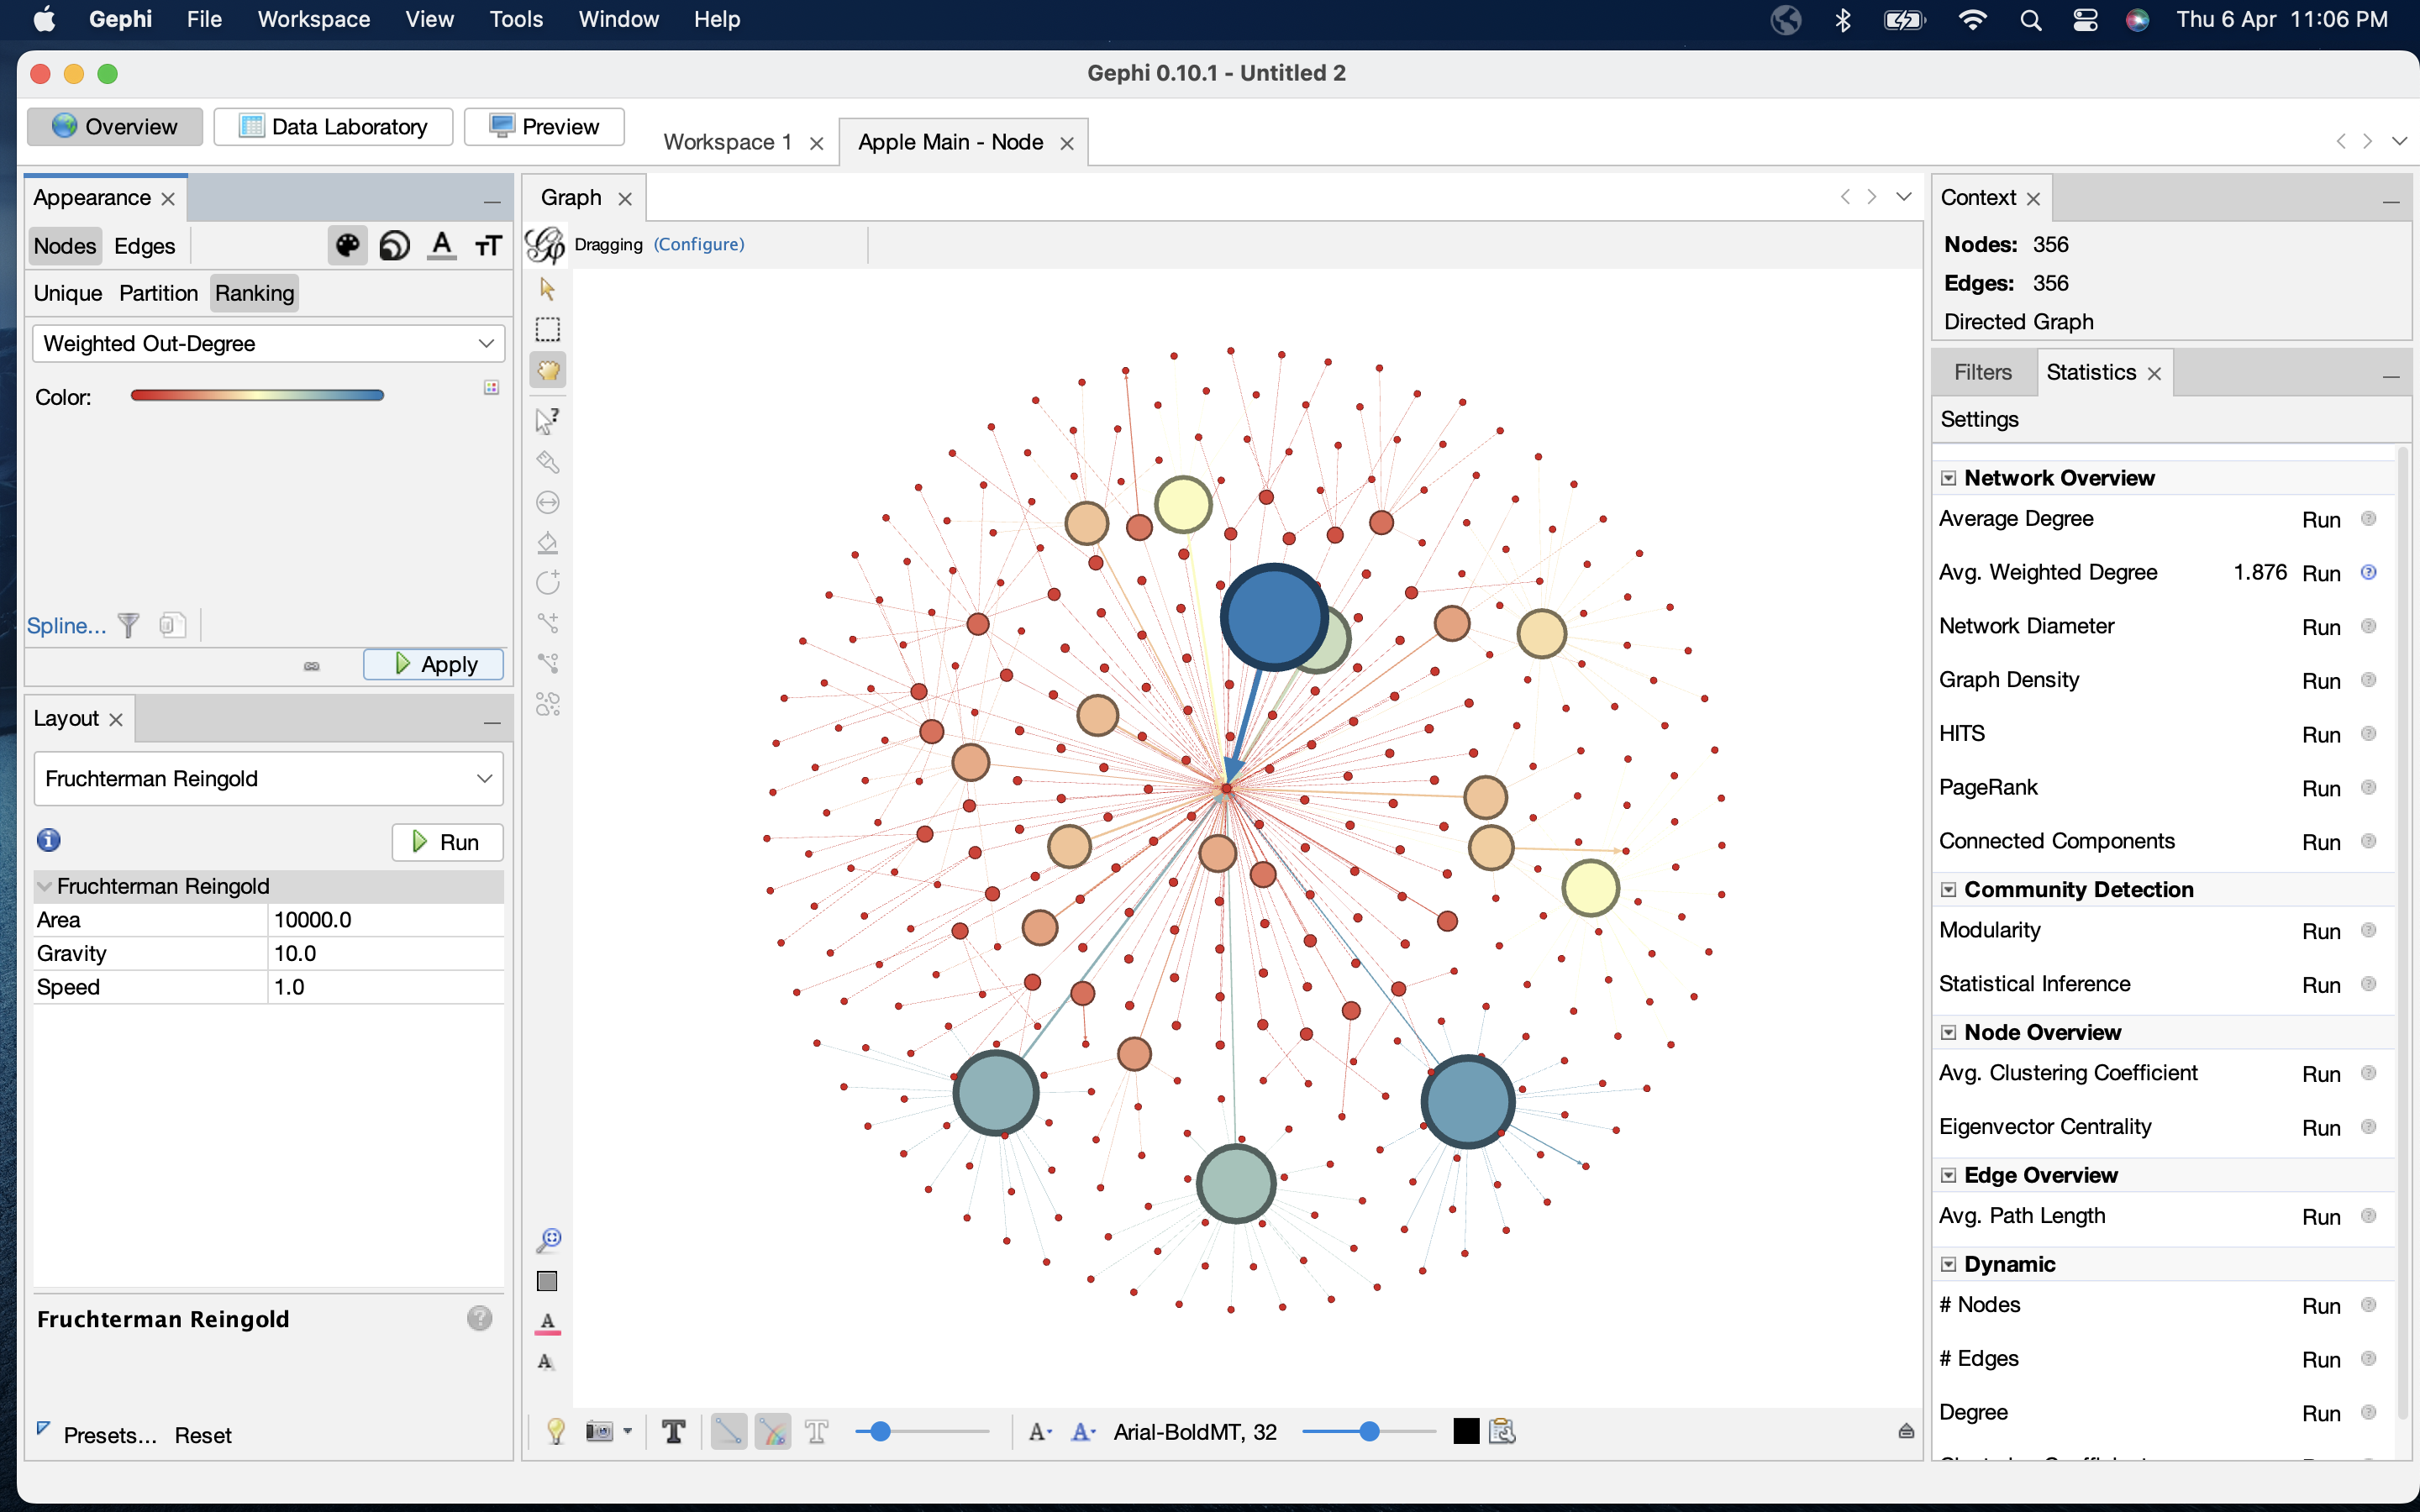 Gephi File Workspace View Tools Window Help Thu 6 Apr 11:06 PM
Gephi 0.10.1 - Untitled 2
Overview Data Laboratory Preview Workspace 1 Apple Main - Node
Appearance
Nodes Edges
Unique Partition Ranking
Weighted Out-Degree
Color:
Spline...
Apply
Layout
Fruchterman Reingold
Run
Fruchterman Reingold
Area 10000.0
Gravity 10.0
Speed 1.0
Fruchterman Reingold
Presets... Reset
Graph
Dragging (Configure)
Arial-BoldMT, 32
Context
Nodes: 356
Edges: 356
Directed Graph
Filters Statistics
Settings
Network Overview
Average Degree Run
Avg. Weighted Degree 1.876 Run
Network Diameter Run
Graph Density Run
HITS Run
PageRank Run
Connected Components Run
Community Detection
Modularity Run
Statistical Inference Run
Node Overview
Avg. Clustering Coefficient Run
Eigenvector Centrality Run
Edge Overview
Avg. Path Length Run
Dynamic
# Nodes Run
# Edges Run
Degree Run